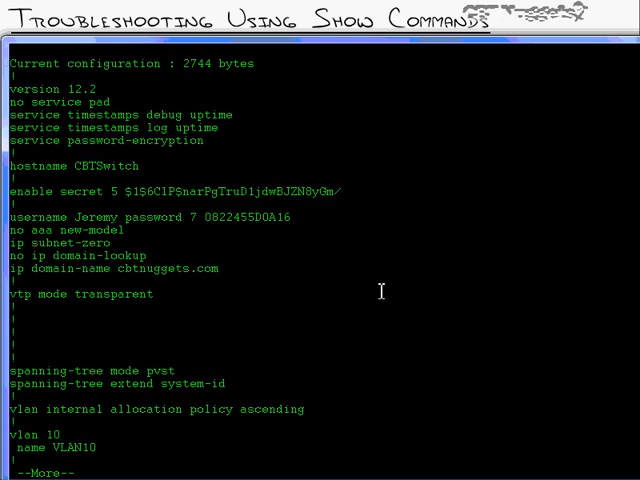 Troubleshooting Using Show Commands
Current configuration : 2744 bytes
!
version 12.2
no service pad
service timestamps debug uptime
service timestamps log uptime
service password-encryption
!
hostname CBTSwitch
!
enable secret 5 $1$6ClP$narPgTruD1jdwBJZN8yGm/
!
username Jeremy password 7 0822455D0A16
no aaa new-model
ip subnet-zero
no ip domain-lookup
ip domain-name cbtnuggets.com
!
vtp mode transparent
!
!
!
!
!
spanning-tree mode pvst
spanning-tree extend system-id
!
vlan internal allocation policy ascending
!
vlan 10
name VLAN10
!
--More--